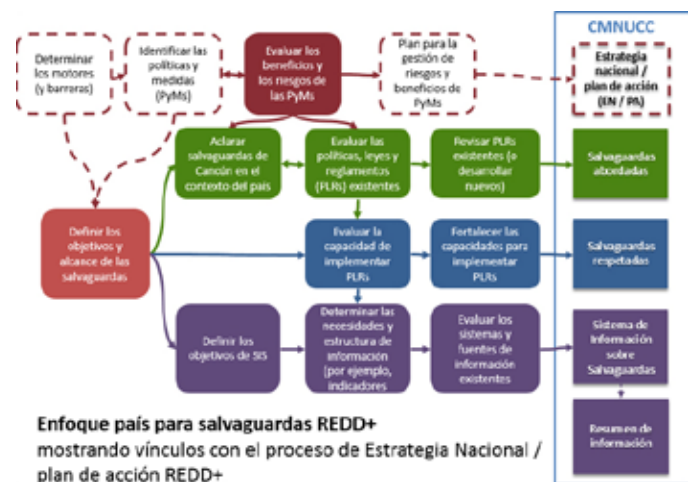 CMNUCC
Determinar
los motores
(y barreras)
Identificar las
políticas y
medidas
(PyMs)
Evaluar los
beneficios y
los riesgos de
las PyMs
Plan para la
gestión de
riesgos y
beneficios de
PyMs
Estrategia
nacional /
plan de acción
(EN / PA)
Aclarar
salvaguardas de
Cancún en el
contexto del país
Evaluar las
políticas, leyes y
reglamentos
(PLRs) existentes
Revisar PLRs
existentes (o
desarrollar
nuevos)
Salvaguardas
abordadas
Definir los
objetivos y
alcance de las
salvaguardas
Evaluar la
capacidad de
implementar
PLRs
Fortalecer las
capacidades para
implementar PLRs
Salvaguardas
respetadas
Definir los
objetivos de SIS
Determinar las
necesidades y
estructura de
información
(por ejemplo,
indicadores
Evaluar los
sistemas y
fuentes de
información
existentes
Sistema de
Información
sobre
Salvaguardas
Resumen de
información
Enfoque país para salvaguardas REDD+
mostrando vínculos con el proceso de Estrategia Nacional /
plan de acción REDD+